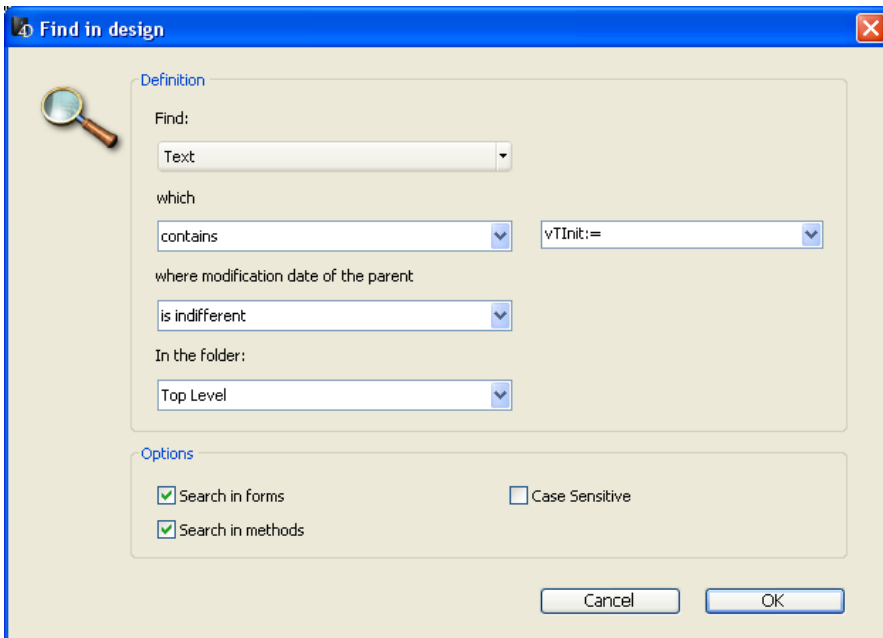 4D Find in design
Definition
Find:
Text
which
contains vTInit:=
where modification date of the parent
is indifferent
In the folder:
Top Level
Options
Search in forms Case Sensitive
Search in methods
Cancel OK